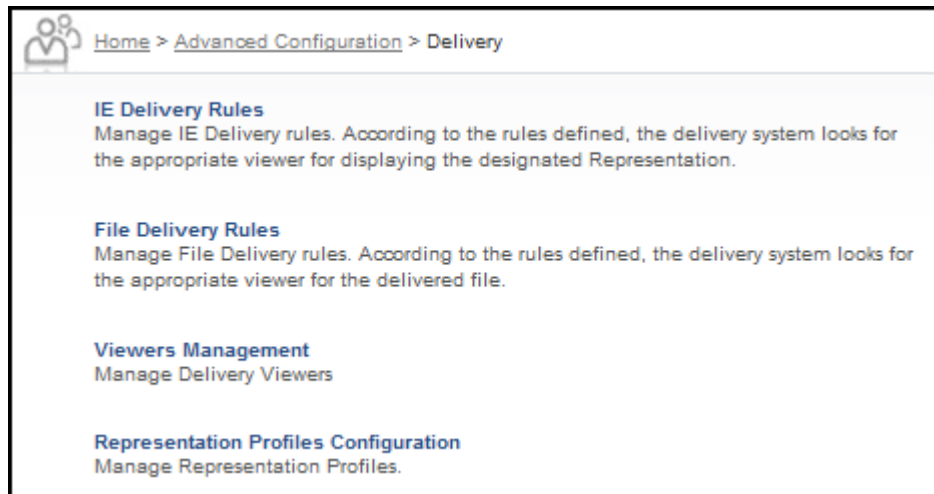 Home > Advanced Configuration > Delivery
IE Delivery Rules
Manage IE Delivery rules. According to the rules defined, the delivery system looks for
the appropriate viewer for displaying the designated Representation.
File Delivery Rules
Manage File Delivery rules. According to the rules defined, the delivery system looks for
the appropriate viewer for the delivered file.
Viewers Management
Manage Delivery Viewers
Representation Profiles Configuration
Manage Representation Profiles.